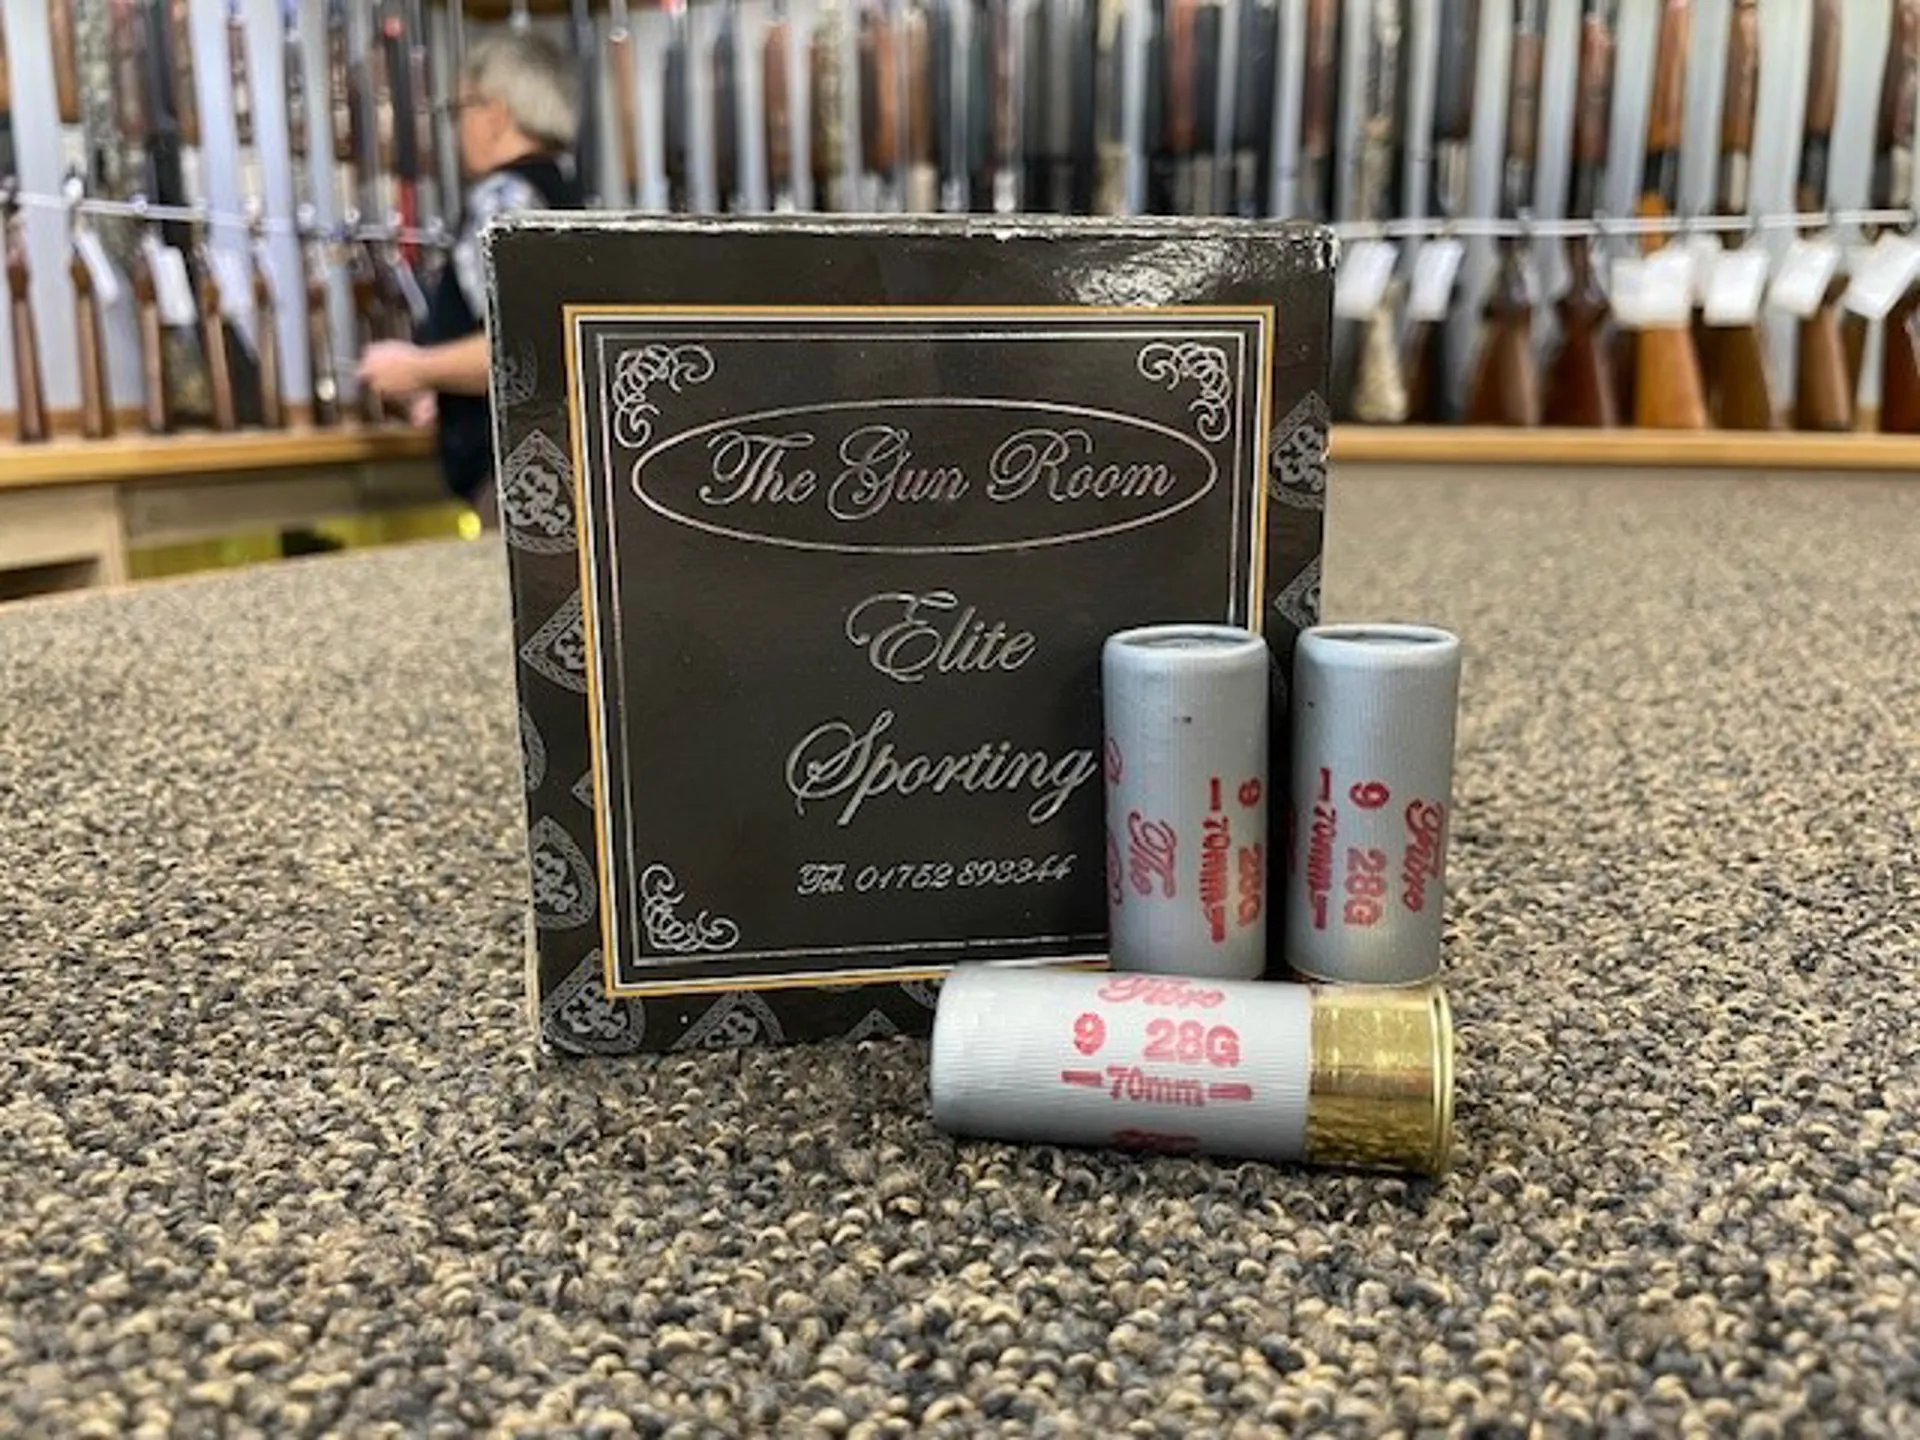 The Gun Room
Elite
Sporting
Tel. 01752 893344
The
9 28G
70mm
Fibre
9 28G
70mm
Fibre
9 28G
70mm